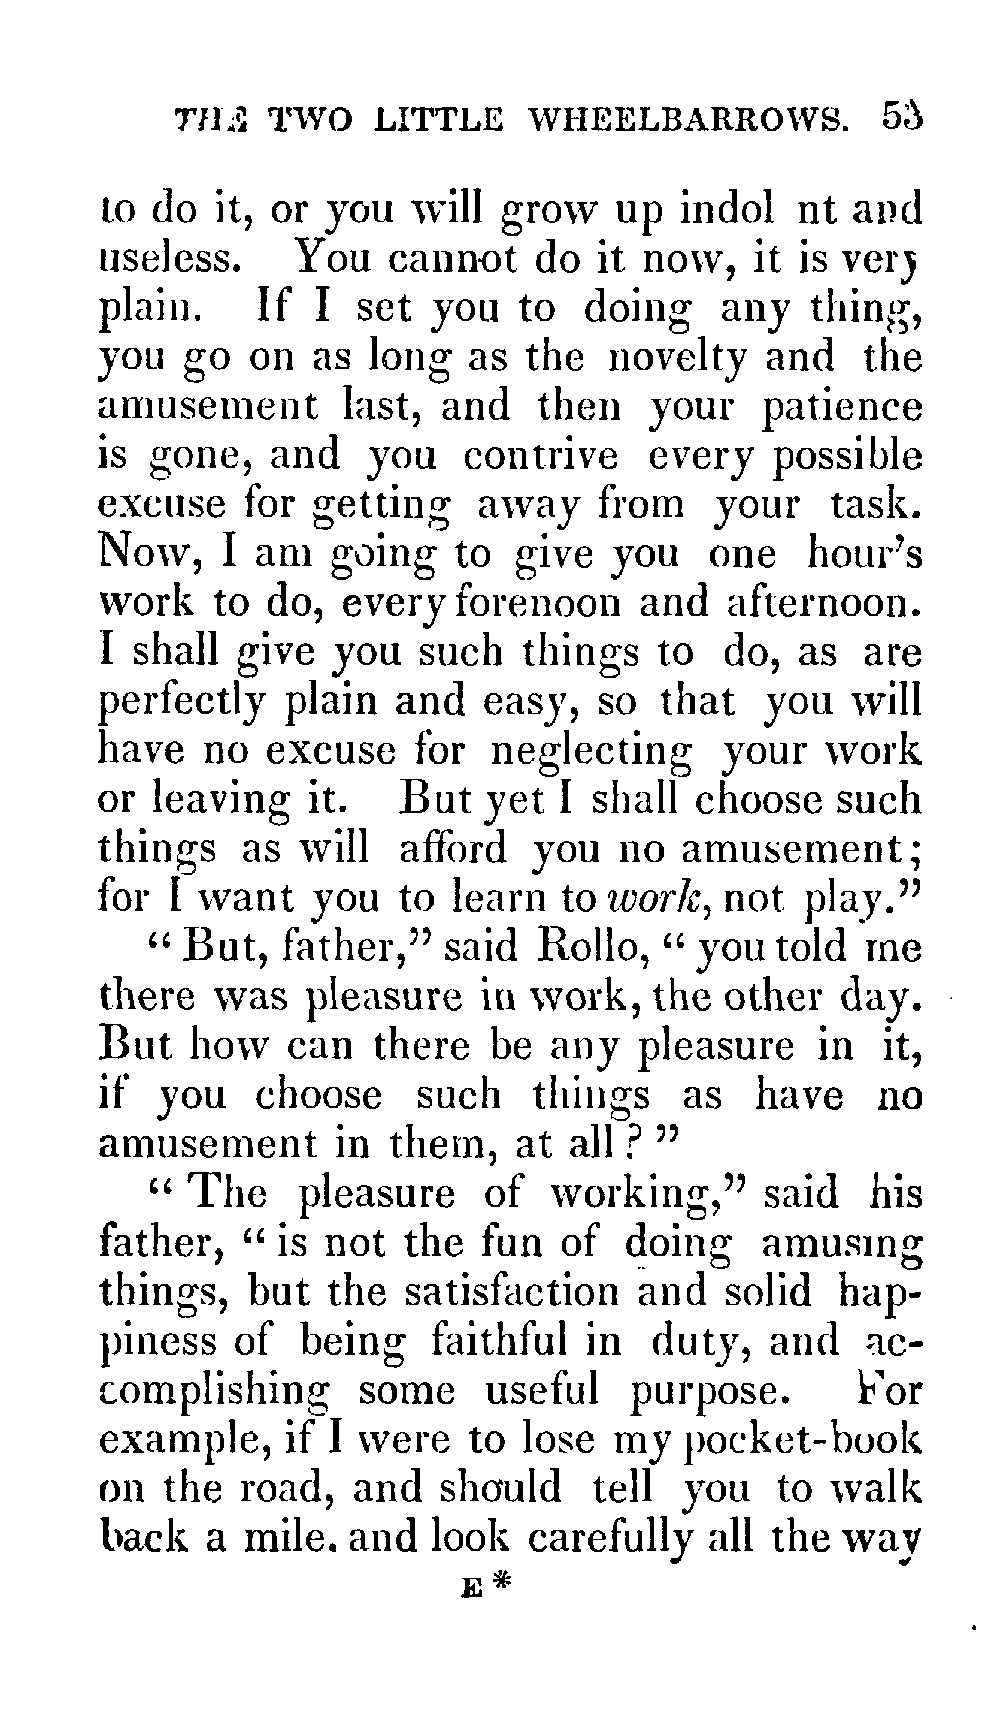 THE TWO LITTLE WHEELBARROWS. 53
to do it, or you will grow up indol nt and
useless. You cannot do it now, it is very
plain. If I set you to doing any thing,
you go on as long as the novelty and the
amusement last, and then your patience
is gone, and you contrive every possible
excuse for getting away from your task.
Now, I am going to give you one hour's
work to do, every forenoon and afternoon.
I shall give you such things to do, as are
perfectly plain and easy, so that you will
have no excuse for neglecting your work
or leaving it. But yet I shall choose such
things as will afford you no amusement;
for I want you to learn to work, not play."
"But, father," said Rollo, "you told me
there was pleasure in work, the other day.
But how can there be any pleasure in it,
if you choose such things as have no
amusement in them, at all?"
"The pleasure of working," said his
father, "is not the fun of doing amusing
things, but the satisfaction and solid hap-
piness of being faithful in duty, and ac-
complishing some useful purpose. For
example, if I were to lose my pocket-book
on the road, and should tell you to walk
back a mile. and look carefully all the way
E*